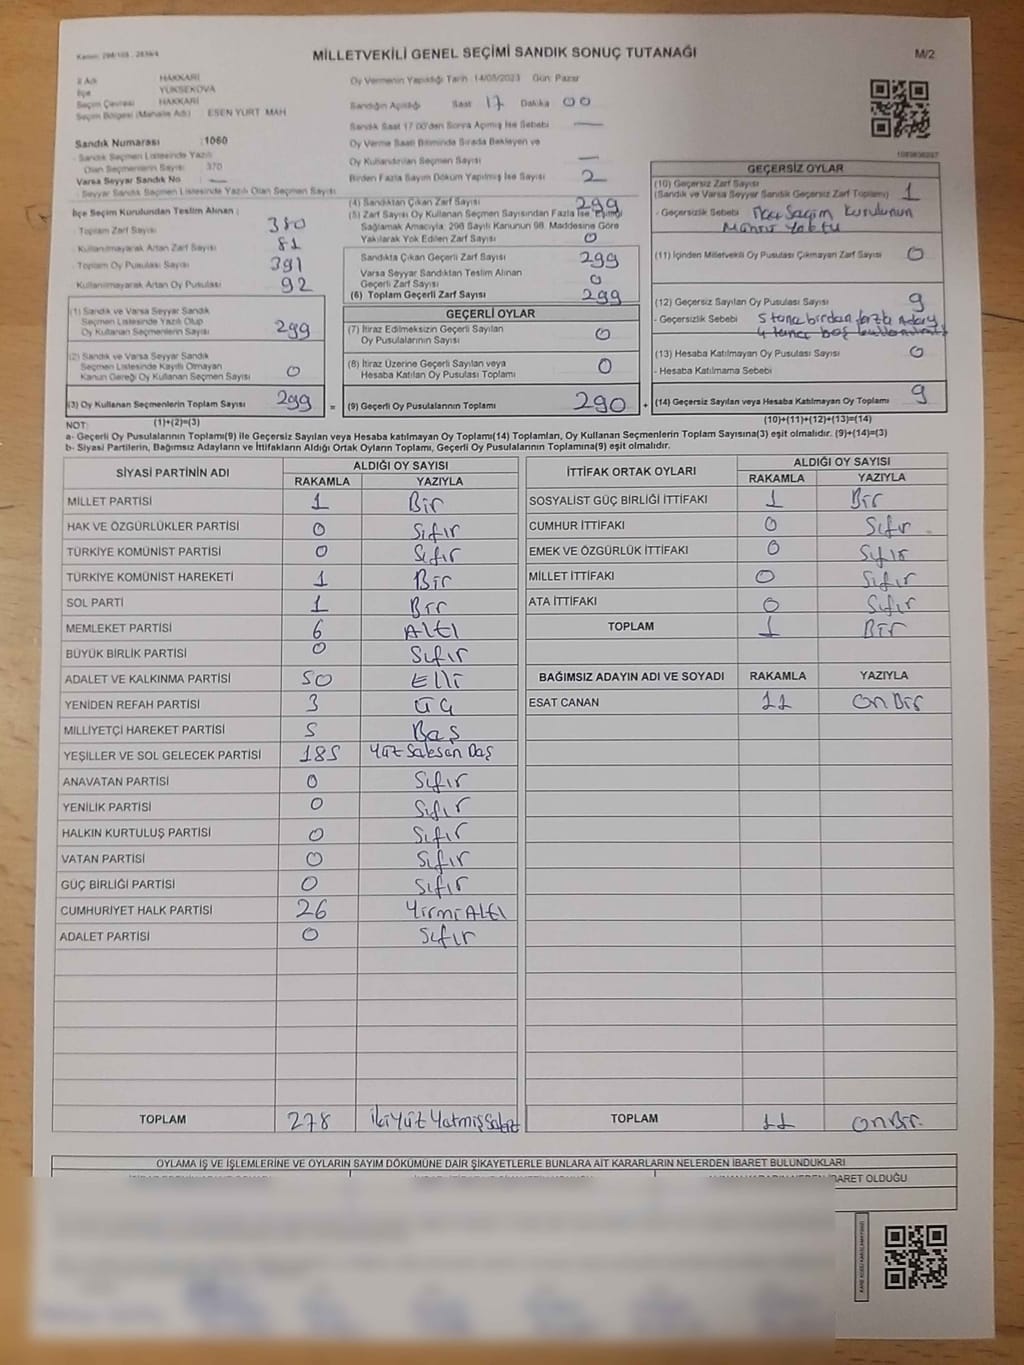 MİLLETVEKİLİ GENEL SEÇİMİ SANDIK SONUÇ TUTANAĞI
M/2
İl Adı HAKKARİ
İlçe YÜKSEKOVA
Seçim Çevresi HAKKARİ
Seçim Bölgesi (Mahalle Adı) ESEN YURT MAH
Oy Vermenin Yapıldığı Tarih : 14/05/2023 Gün: Pazar
Sandığın Açıldığı Saat 17 Dakika 00
Sandık Saat 17.00'den Sonra Açılmış İse Sebebi —
Oy Verme Saati Bitiminde Sırada Bekleyen ve
Oy Kullandırılan Seçmen Sayısı —
Birden Fazla Sayım Döküm Yapılmış İse Sayısı 2
Sandık Numarası : 1060
- Sandık Seçmen Listesinde Yazılı
Olan Seçmenlerin Sayısı 370
Varsa Seyyar Sandık No —
- Seyyar Sandık Seçmen Listesinde Yazılı Olan Seçmen Sayısı
İlçe Seçim Kurulundan Teslim Alınan :
- Toplam Zarf Sayısı 380
- Kullanılmayarak Artan Zarf Sayısı 81
- Toplam Oy Pusulası Sayısı 391
- Kullanılmayarak Artan Oy Pusulası 92
(1) Sandık ve Varsa Seyyar Sandık
Seçmen Listesinde Yazılı Olup
Oy Kullanan Seçmenlerin Sayısı 299
(2) Sandık ve Varsa Seyyar Sandık
Seçmen Listesinde Kayıtlı Olmayan
Kanun Gereği Oy Kullanan Seçmen Sayısı 0
(3) Oy Kullanan Seçmenlerin Toplam Sayısı 299 =
(1)+(2)=(3)
(4) Sandıktan Çıkan Zarf Sayısı 299
(5) Zarf Sayısı Oy Kullanan Seçmen Sayısından Fazla İse Eşitliği
Sağlamak Amacıyla, 298 Sayılı Kanunun 98. Maddesine Göre
Yakılarak Yok Edilen Zarf Sayısı 0
Sandıkta Çıkan Geçerli Zarf Sayısı 299
Varsa Seyyar Sandıktan Teslim Alınan
Geçerli Zarf Sayısı 0
(6) Toplam Geçerli Zarf Sayısı 299
GEÇERLİ OYLAR
(7) İtiraz Edilmeksizin Geçerli Sayılan
Oy Pusulalarının Sayısı 0
(8) İtiraz Üzerine Geçerli Sayılan veya
Hesaba Katılan Oy Pusulası Toplamı 0
(9) Geçerli Oy Pusulalarının Toplamı 290 +
GEÇERSİZ OYLAR
(10) Geçersiz Zarf Sayısı
(Sandık ve Varsa Seyyar Sandık Geçersiz Zarf Toplamı) 1
- Geçersizlik Sebebi Seçim Kurulunun
(11) İçinden Milletvekili Oy Pusulası Çıkmayan Zarf Sayısı 0
(12) Geçersiz Sayılan Oy Pusulası Sayısı 9
- Geçersizlik Sebebi 5 tane birden fazla Aday
4 tane boş
(13) Hesaba Katılmayan Oy Pusulası Sayısı 0
- Hesaba Katılmama Sebebi
(14) Geçersiz Sayılan veya Hesaba Katılmayan Oy Toplamı 9
(10)+(11)+(12)+(13)=(14)
NOT:
a- Geçerli Oy Pusulalarının Toplamı(9) ile Geçersiz Sayılan veya Hesaba katılmayan Oy Toplamı(14) Toplamları, Oy Kullanan Seçmenlerin Toplam Sayısına(3) eşit olmalıdır. (9)+(14)=(3)
b- Siyasi Partilerin, Bağımsız Adayların ve İttifakların Aldığı Oy Toplamı, Geçerli Oy Pusulalarının Toplamına(9) eşit olmalıdır.
SİYASİ PARTİNİN ADI ALDIĞI OY SAYISI
RAKAMLA YAZIYLA
MİLLET PARTİSİ 1 Bir
HAK VE ÖZGÜRLÜKLER PARTİSİ 0 Sıfır
TÜRKİYE KOMÜNİST PARTİSİ 0 Sıfır
TÜRKİYE KOMÜNİST HAREKETİ 1 Bir
SOL PARTİ 1 Bir
MEMLEKET PARTİSİ 6 Altı
BÜYÜK BİRLİK PARTİSİ 0 Sıfır
ADALET VE KALKINMA PARTİSİ 50 Elli
YENİDEN REFAH PARTİSİ 3 Üç
MİLLİYETÇİ HAREKET PARTİSİ 5 Baş
YEŞİLLER VE SOL GELECEK PARTİSİ 185 Yüz Saksan Baş
ANAVATAN PARTİSİ 0 Sıfır
YENİLİK PARTİSİ 0 Sıfır
HALKIN KURTULUŞ PARTİSİ 0 Sıfır
VATAN PARTİSİ 0 Sıfır
GÜÇ BİRLİĞİ PARTİSİ 0 Sıfır
CUMHURİYET HALK PARTİSİ 26 Yirmi Altı
ADALET PARTİSİ 0 Sıfır
TOPLAM 278 İki Yüz Yatmiş Sakiz
İTTİFAK ORTAK OYLARI ALDIĞI OY SAYISI
RAKAMLA YAZIYLA
SOSYALİST GÜÇ BİRLİĞİ İTTİFAKI 1 Bir
CUMHUR İTTİFAKI 0 Sıfır
EMEK VE ÖZGÜRLÜK İTTİFAKI 0 Sıfır
MİLLET İTTİFAKI 0 Sıfır
ATA İTTİFAKI 0 Sıfır
TOPLAM 1 Bir
BAĞIMSIZ ADAYIN ADI VE SOYADI RAKAMLA YAZIYLA
ESAT CANAN 11 On Bir
TOPLAM 11 On Bir.
OYLAMA İŞ VE İŞLEMLERİNE VE OYLARIN SAYIM DÖKÜMÜNE DAİR ŞİKAYETLERLE BUNLARA AİT KARARLARIN NELERDEN İBARET BULUNDUKLARI
İBARET OLDUĞU